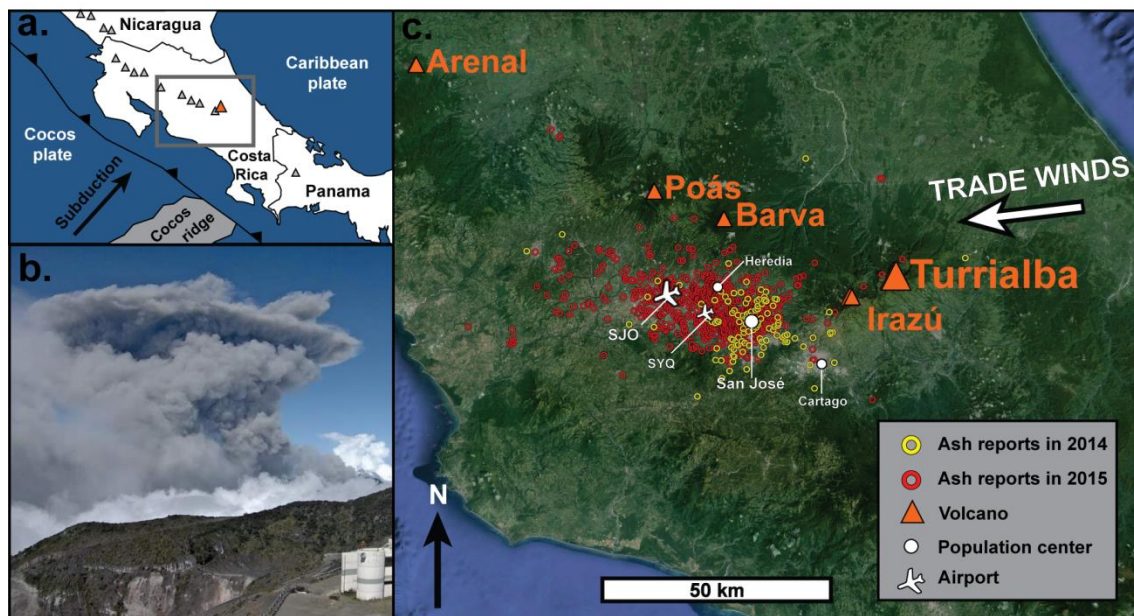 a.
Nicaragua
Caribbean
plate
Cocos
plate
Subduction
Costa
Rica
Panama
Cocos
ridge
b.
c.
Arenal
Poás
Barva
TRADE WINDS
Heredia
Turrialba
Irazú
SJO
SYQ
San José
Cartago
N
50 km
Ash reports in 2014
Ash reports in 2015
Volcano
Population center
Airport